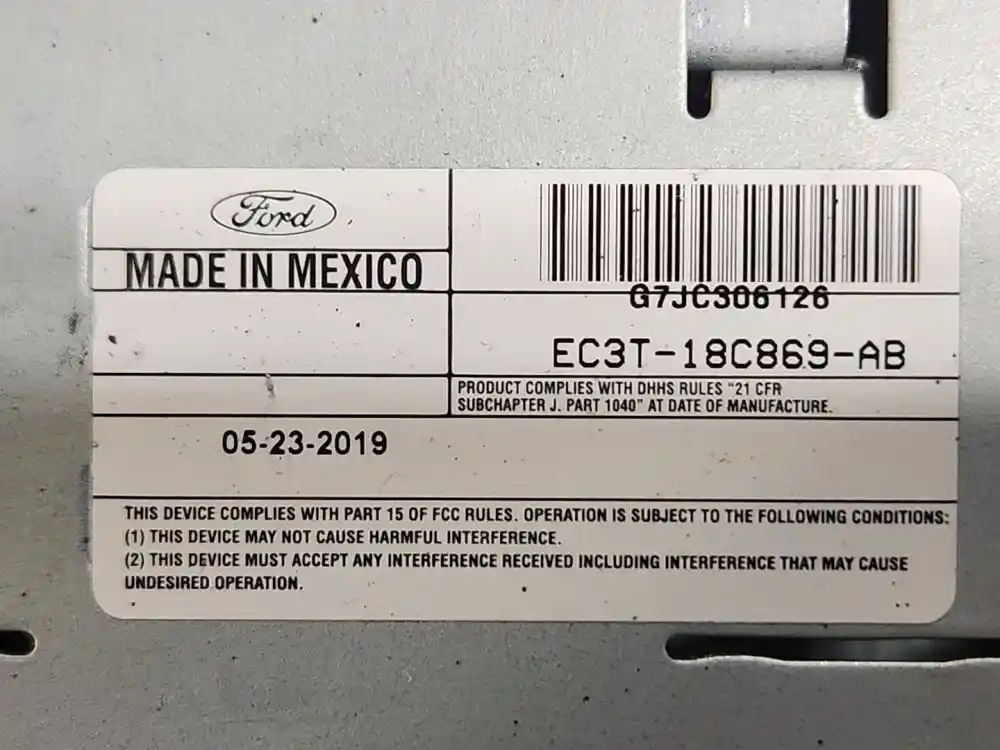 Ford
MADE IN MEXICO
G7JC306126
EC3T-18C869-AB
PRODUCT COMPLIES WITH DHHS RULES "21 CFR
SUBCHAPTER J. PART 1040" AT DATE OF MANUFACTURE.
05-23-2019
THIS DEVICE COMPLIES WITH PART 15 OF FCC RULES. OPERATION IS SUBJECT TO THE FOLLOWING CONDITIONS:
(1) THIS DEVICE MAY NOT CAUSE HARMFUL INTERFERENCE.
(2) THIS DEVICE MUST ACCEPT ANY INTERFERENCE RECEIVED INCLUDING INTERFERENCE THAT MAY CAUSE
UNDESIRED OPERATION.